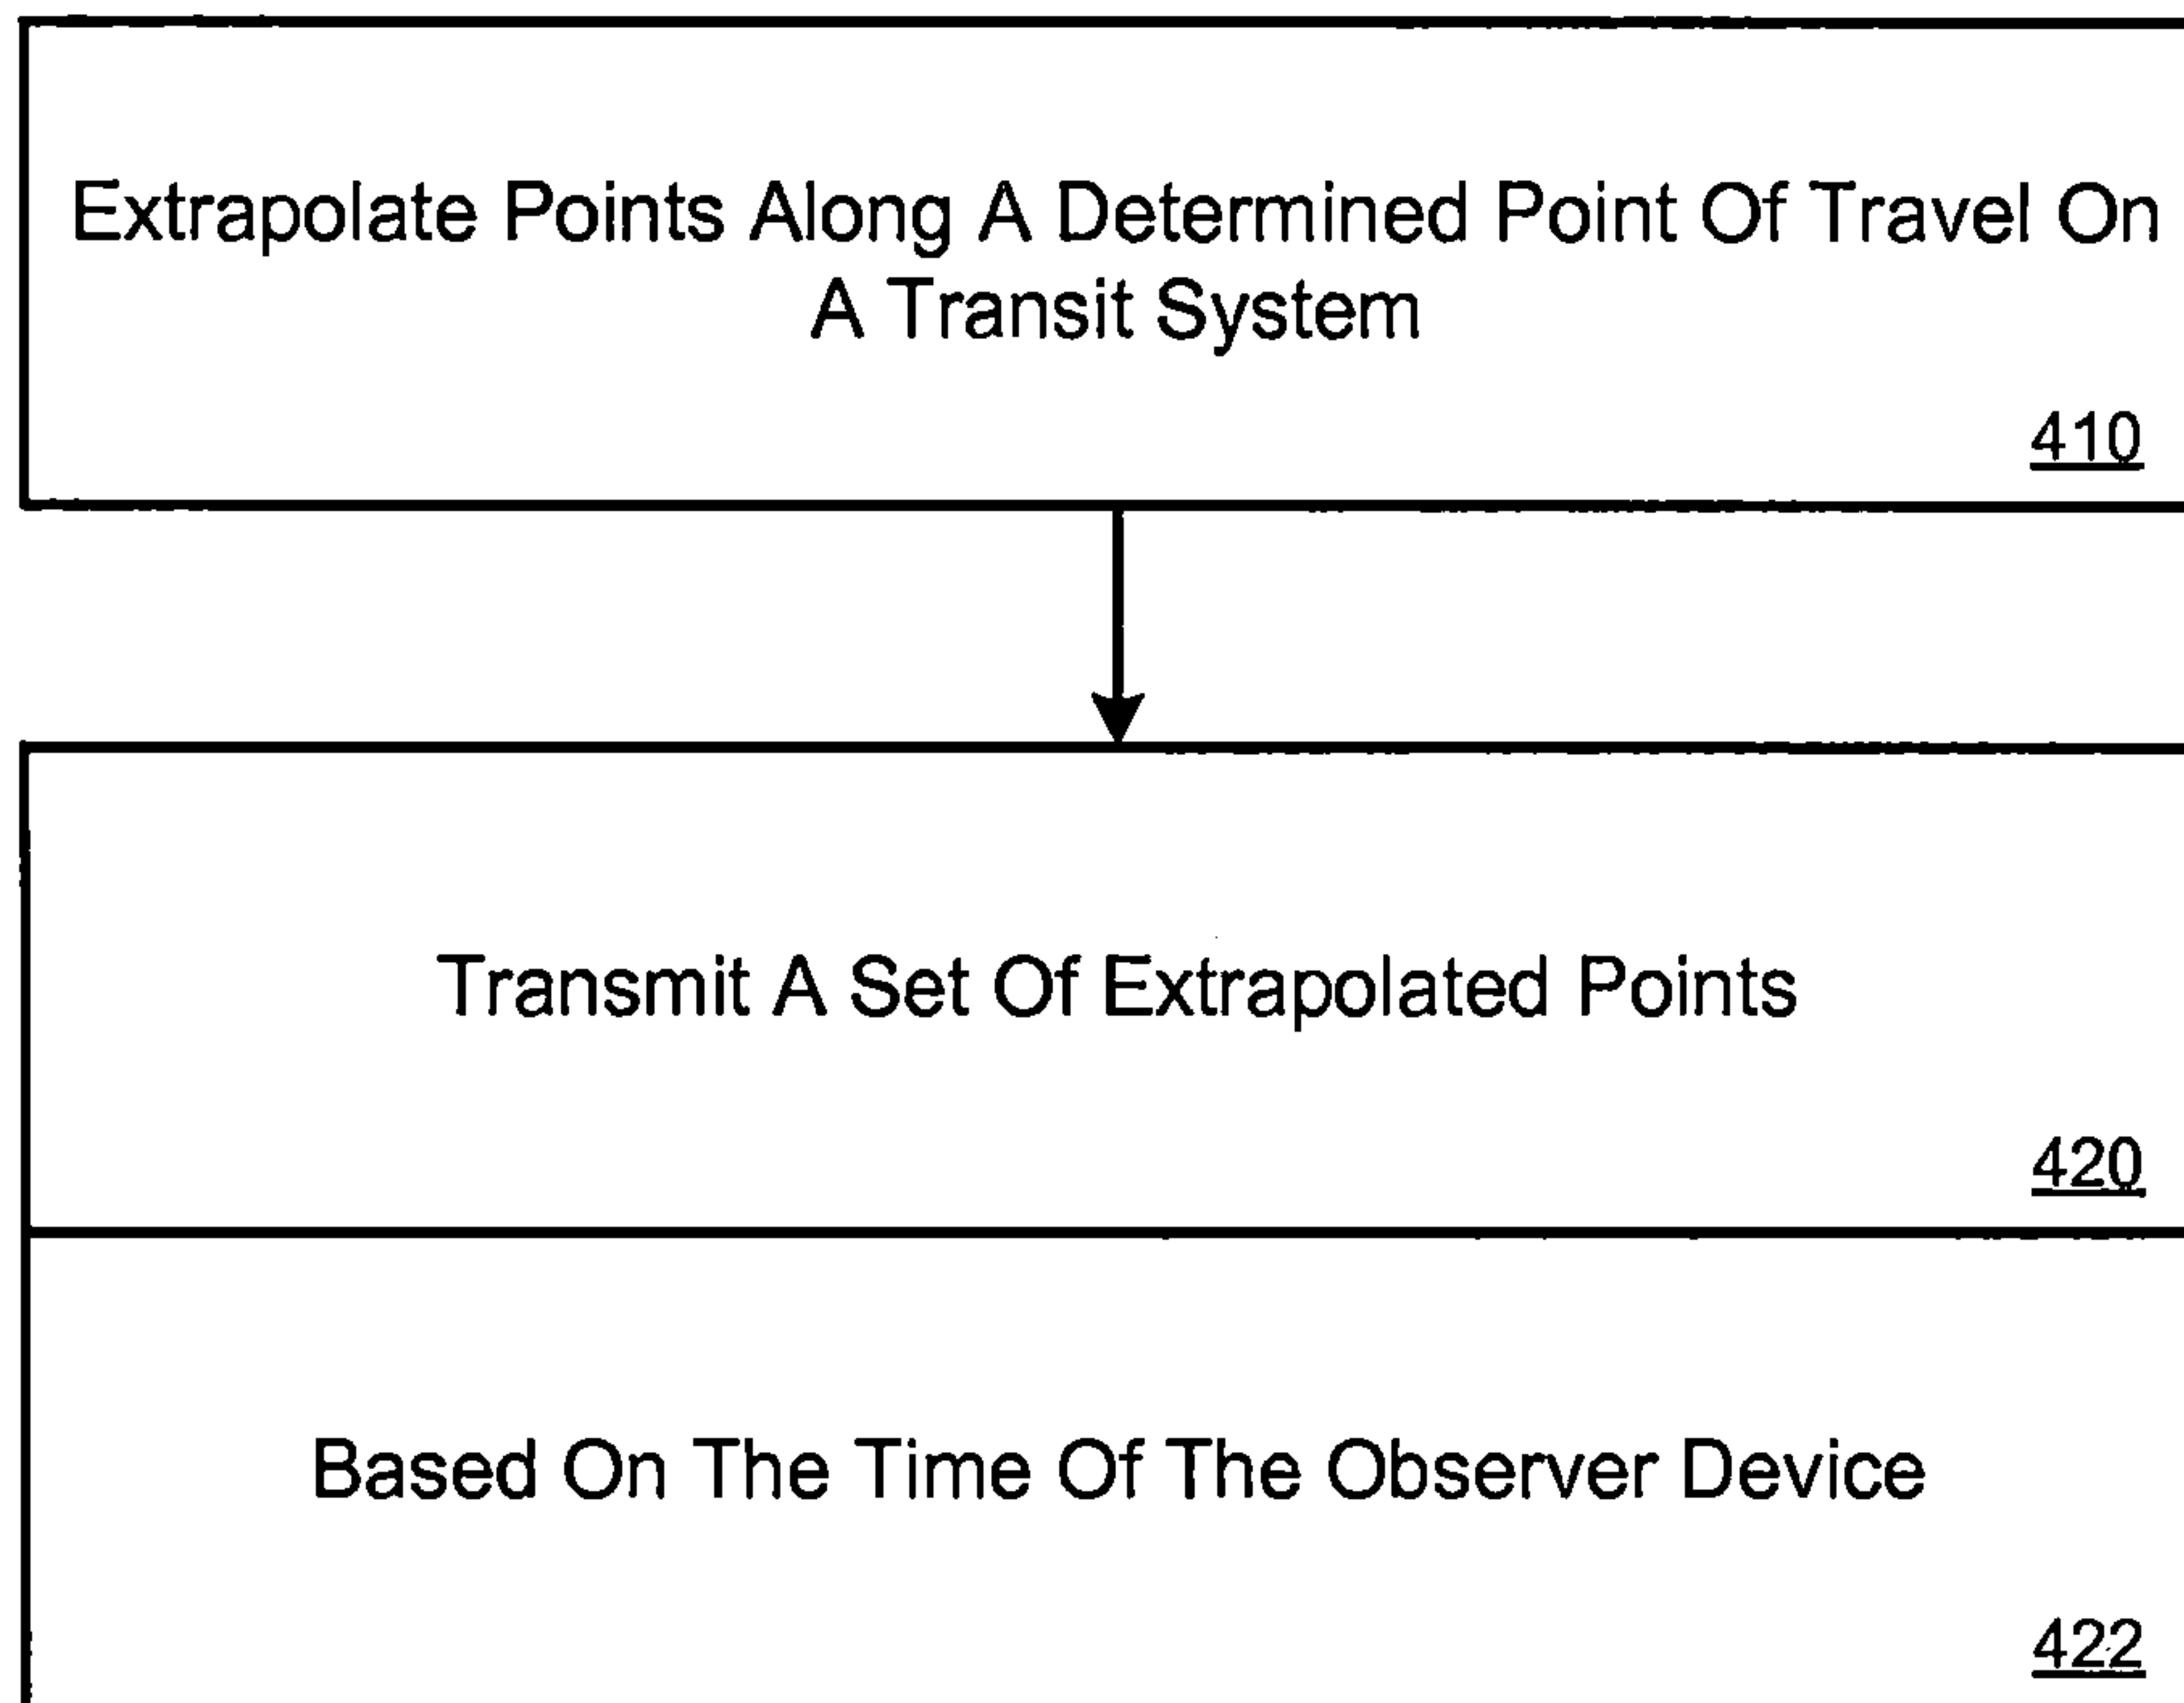 Extrapolate Points Along A Determined Point Of Travel On
A Transit System
410
Transmit A Set Of Extrapolated Points
420
Based On The Time Of The Observer Device
422